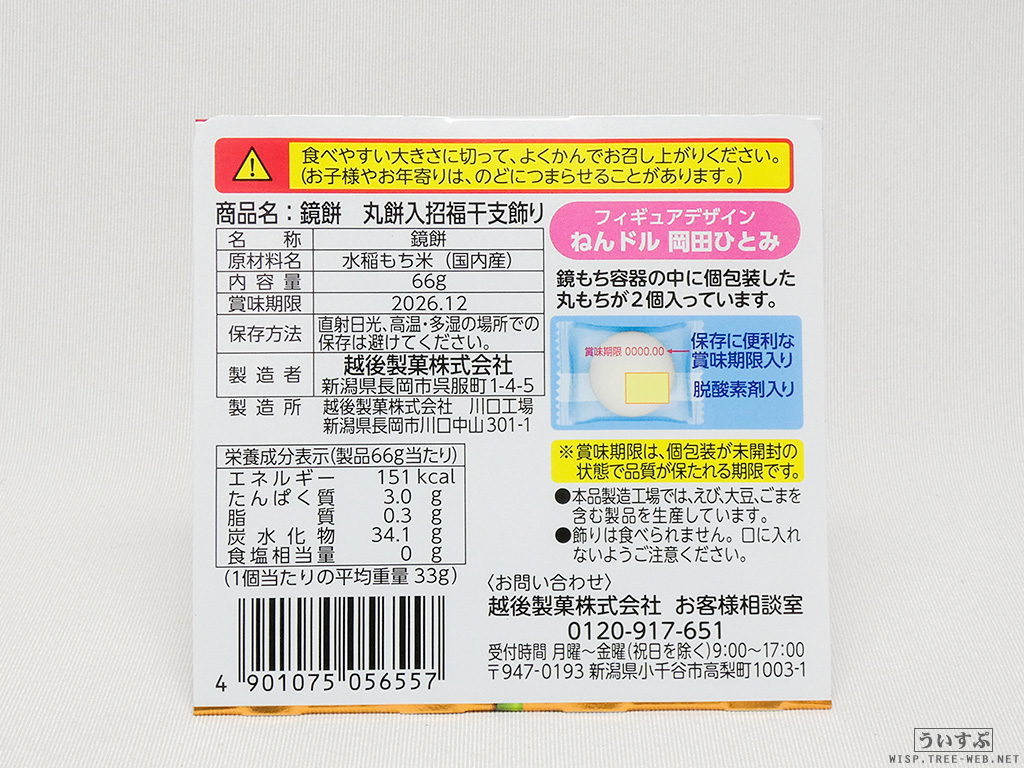 食べやすい大きさに切って、よくかんでお召し上がりください。
(お子様やお年寄りは、のどにつまらせることがあります。)
商品名：鏡餅 丸餅入招福干支飾り
名称 鏡餅
原材料名 水稲もち米（国内産）
内容量 66g
賞味期限 2026.12
保存方法 直射日光、高温・多湿の場所での
保存は避けてください。
製造者 越後製菓株式会社
新潟県長岡市呉服町1-4-5
製造所 越後製菓株式会社 川口工場
新潟県長岡市川口中山301-1
栄養成分表示(製品66g当たり)
エネルギー 151 kcal
たんぱく質 3.0 g
脂質 0.3 g
炭水化物 34.1 g
食塩相当量 0 g
(1個当たりの平均重量 33g)
4 901075 056557
フィギュアデザイン
ねんドル 岡田ひとみ
鏡もち容器の中に個包装した
丸もちが2個入っています。
賞味期限 0000.00
保存に便利な
賞味期限入り
脱酸素剤入り
※賞味期限は、個包装が未開封の
状態で品質が保たれる期限です。
●本品製造工場では、えび、大豆、ごまを
含む製品を生産しています。
●飾りは食べられません。口に入れ
ないようご注意ください。
〈お問い合わせ〉
越後製菓株式会社 お客様相談室
0120-917-651
受付時間 月曜〜金曜(祝日を除く)9:00〜17:00
〒947-0193 新潟県小千谷市高梨町1003-1
ういすぷ
WISP.TREE-WEB.NET